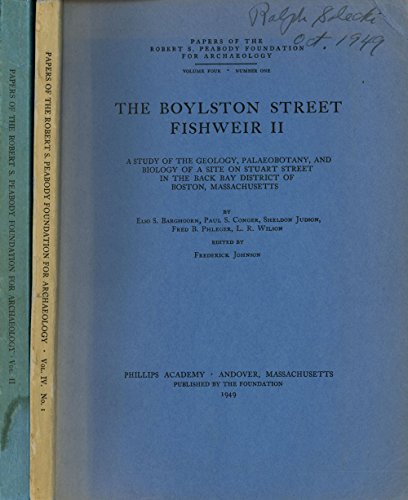 PAPERS OF THE ROBERT S. PEABODY FOUNDATION FOR ARCHAEOLOGY · VOL. II
PAPERS OF THE ROBERT S. PEABODY FOUNDATION FOR ARCHAEOLOGY · VOL. IV. NO. 1
Ralph Solecki
Oct. 1949
PAPERS OF THE
ROBERT S. PEABODY FOUNDATION
FOR ARCHAEOLOGY
VOLUME FOUR · NUMBER ONE
THE BOYLSTON STREET
FISHWEIR II
A STUDY OF THE GEOLOGY, PALAEOBOTANY, AND
BIOLOGY OF A SITE ON STUART STREET
IN THE BACK BAY DISTRICT OF
BOSTON, MASSACHUSETTS
BY
ELSO S. BARGHOORN, PAUL S. CONGER, SHELDON JUDSON,
FRED B. PHLEGER, L. R. WILSON
EDITED BY
FREDERICK JOHNSON
PHILLIPS ACADEMY · ANDOVER, MASSACHUSETTS
PUBLISHED BY THE FOUNDATION
1949